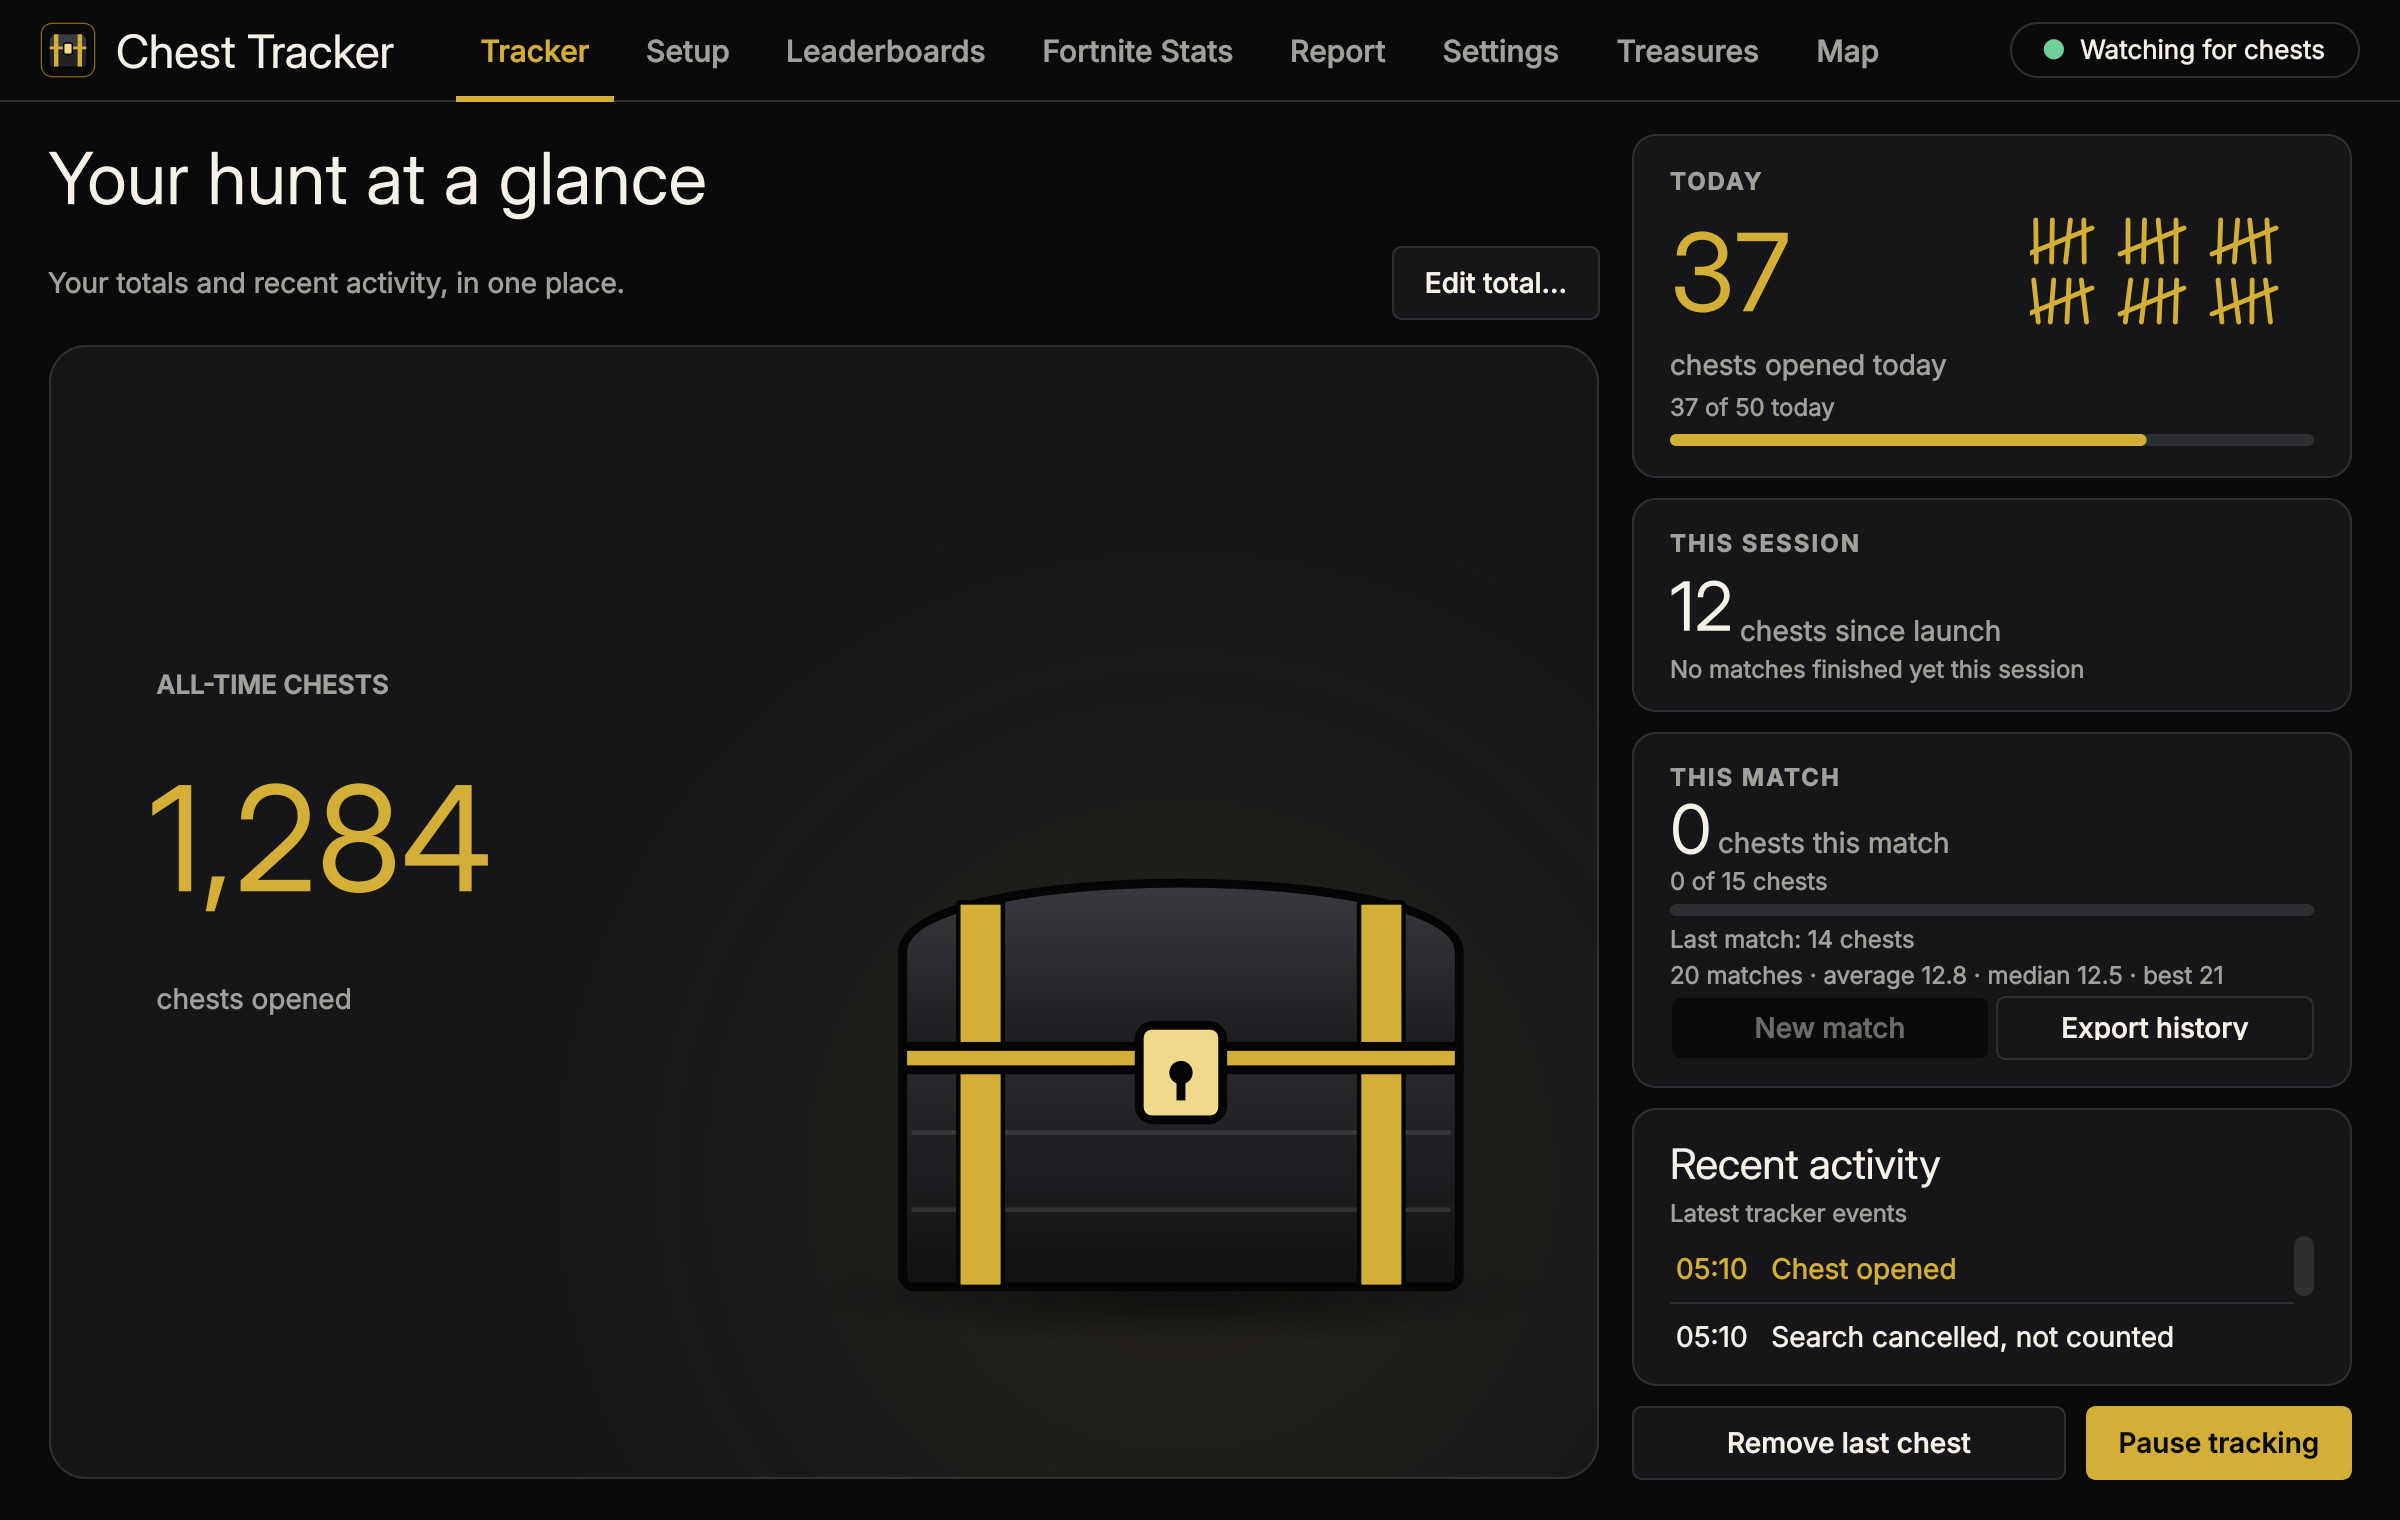 Chest Tracker
Tracker
Setup
Leaderboards
Fortnite Stats
Report
Settings
Treasures
Map
Watching for chests
Your hunt at a glance
Your totals and recent activity, in one place.
Edit total...
ALL-TIME CHESTS
1,284
chests opened
TODAY
37
chests opened today
37 of 50 today
THIS SESSION
12 chests since launch
No matches finished yet this session
THIS MATCH
0 chests this match
0 of 15 chests
Last match: 14 chests
20 matches · average 12.8 · median 12.5 · best 21
New match
Export history
Recent activity
Latest tracker events
05:10 Chest opened
05:10 Search cancelled, not counted
Remove last chest
Pause tracking